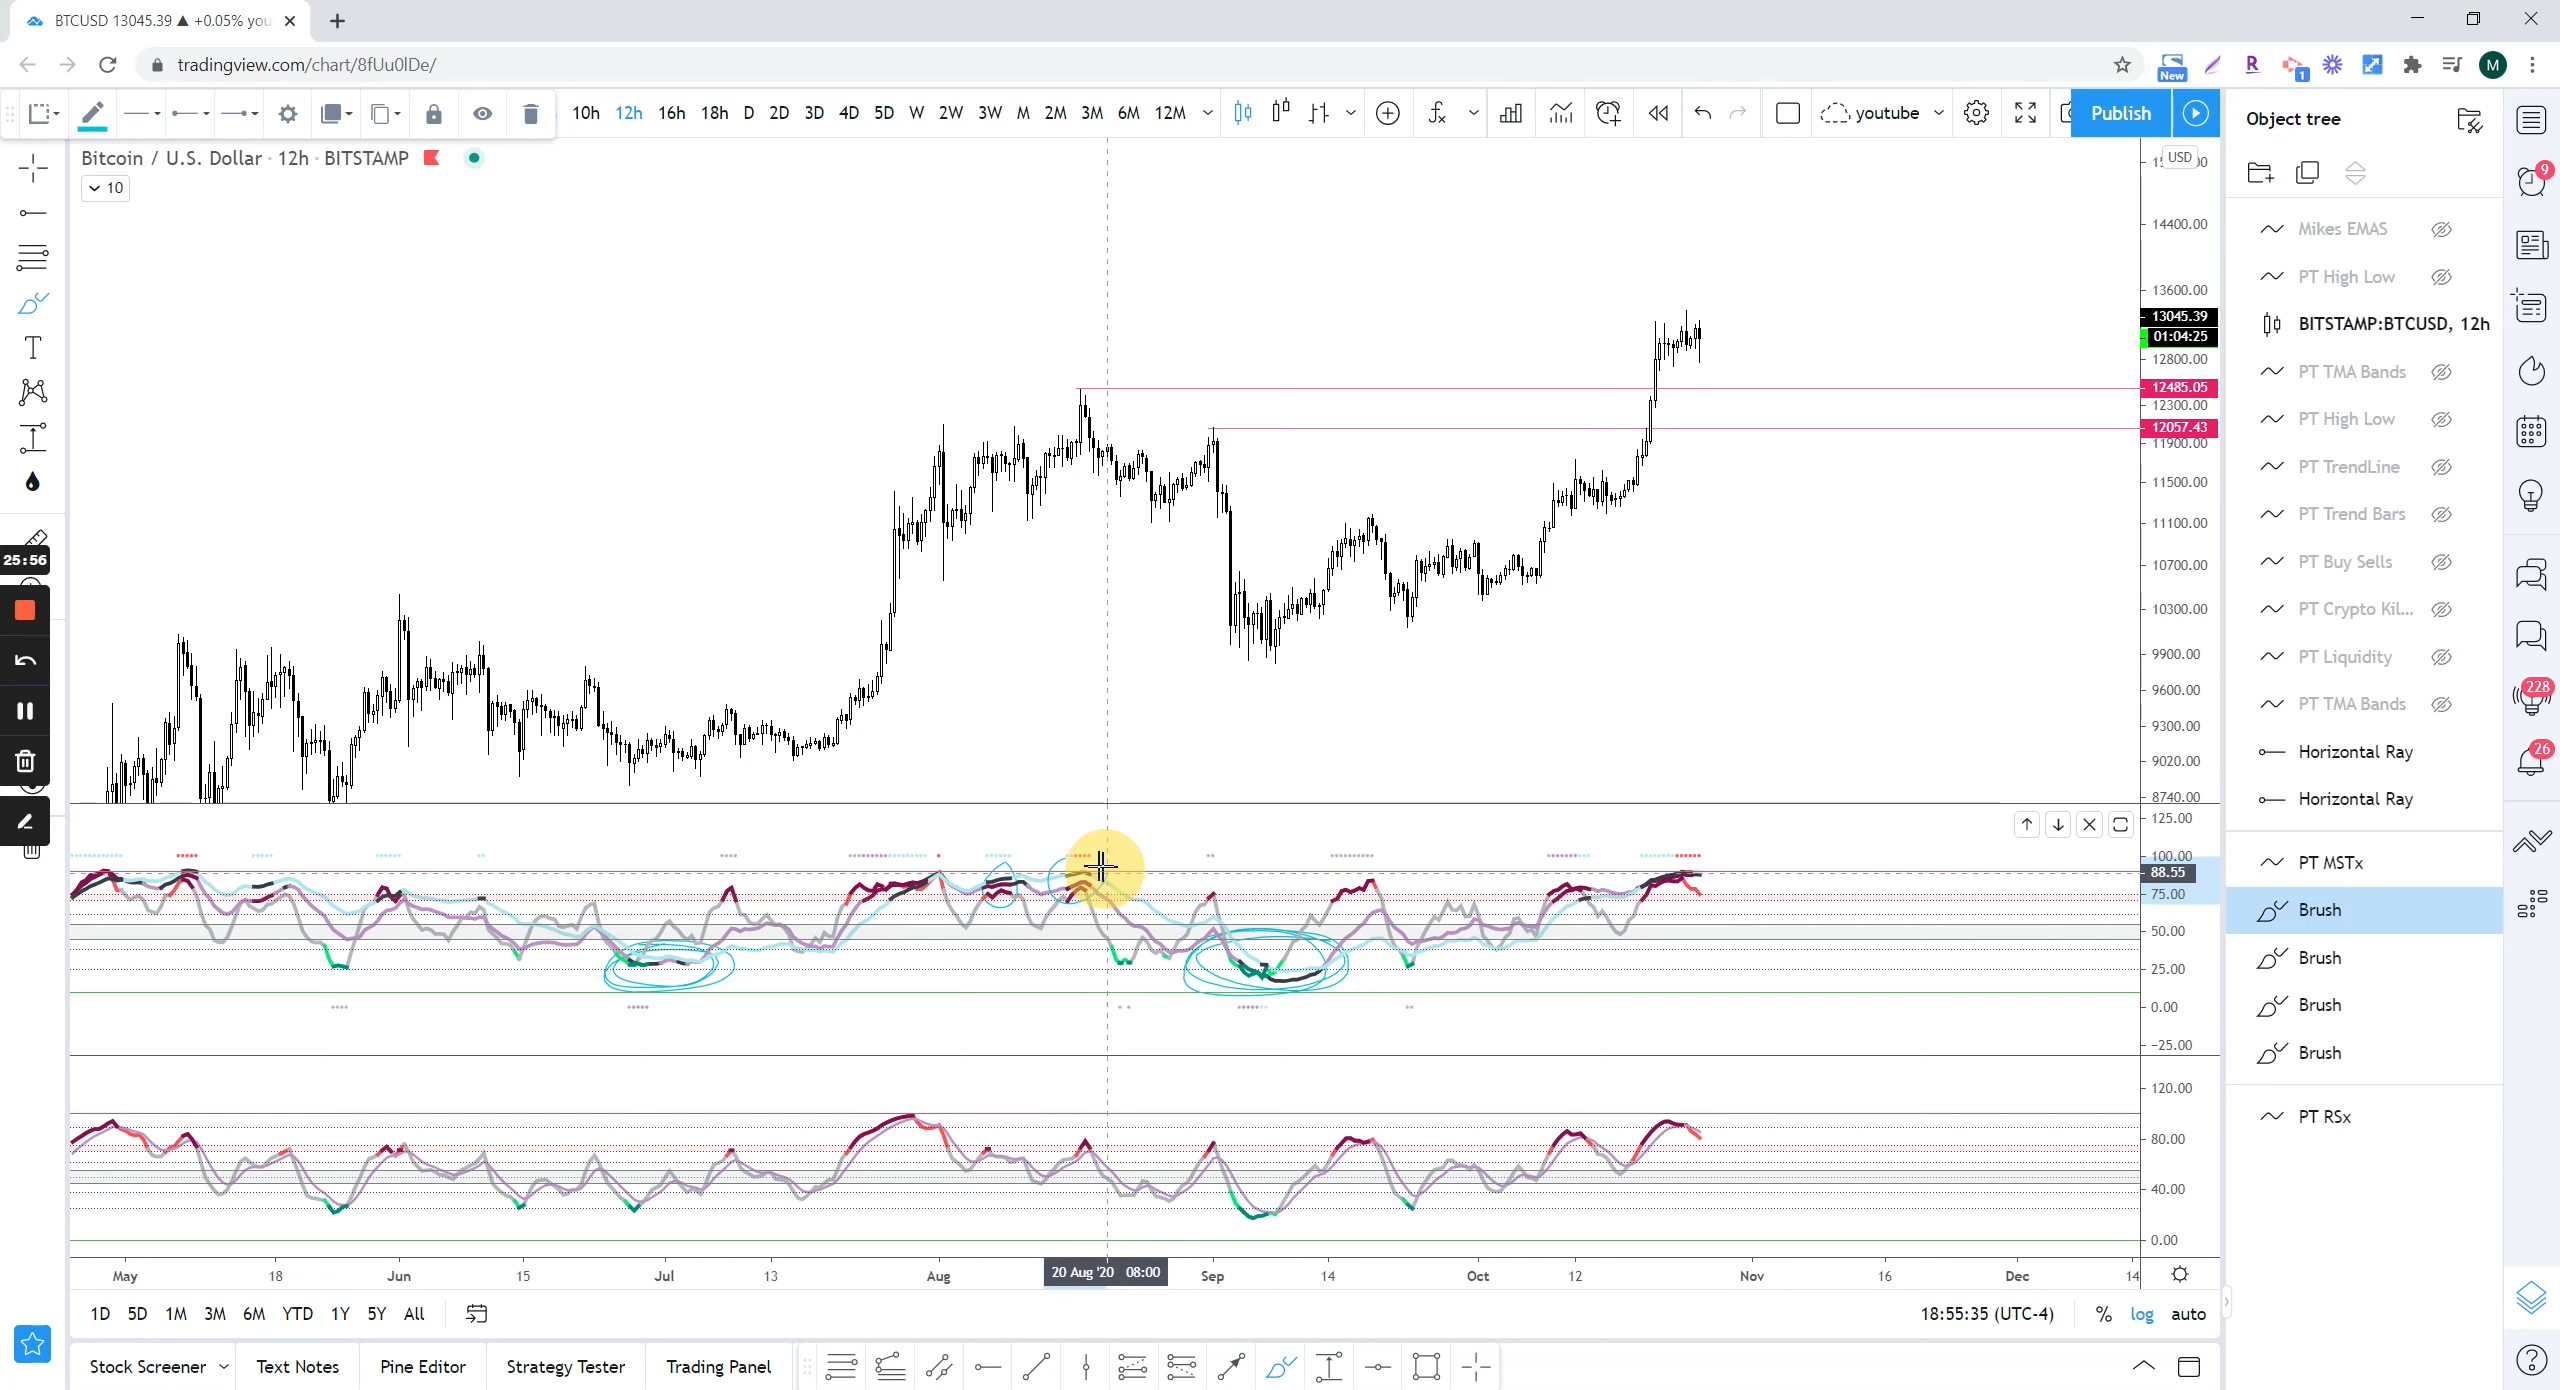 BTCUSD 13045.39 ▲ +0.05% you
tradingview.com/chart/8fUu0lDe/
New
R
1
M
10h 12h 16h 18h D 2D 3D 4D 5D W 2W 3W M 2M 3M 6M 12M
youtube
Publish
Object tree
Bitcoin / U.S. Dollar · 12h · BITSTAMP
10
USD
14400.00
13600.00
13045.39
01:04:25
12800.00
12485.05
12300.00
12057.43
11900.00
11500.00
11100.00
10700.00
10300.00
9900.00
9600.00
9300.00
9020.00
8740.00
125.00
100.00
88.55
75.00
50.00
25.00
0.00
−25.00
120.00
80.00
40.00
0.00
25:56
T
Mikes EMAS
PT High Low
BITSTAMP:BTCUSD, 12h
PT TMA Bands
PT High Low
PT TrendLine
PT Trend Bars
PT Buy Sells
PT Crypto Kil...
PT Liquidity
PT TMA Bands
Horizontal Ray
Horizontal Ray
PT MSTx
Brush
Brush
Brush
Brush
PT RSx
9
228
26
May 18 Jun 15 Jul 13 Aug 20 Aug '20 08:00 Sep 14 Oct 12 Nov 16 Dec 14
1D 5D 1M 3M 6M YTD 1Y 5Y All
18:55:35 (UTC-4) % log auto
Stock Screener Text Notes Pine Editor Strategy Tester Trading Panel